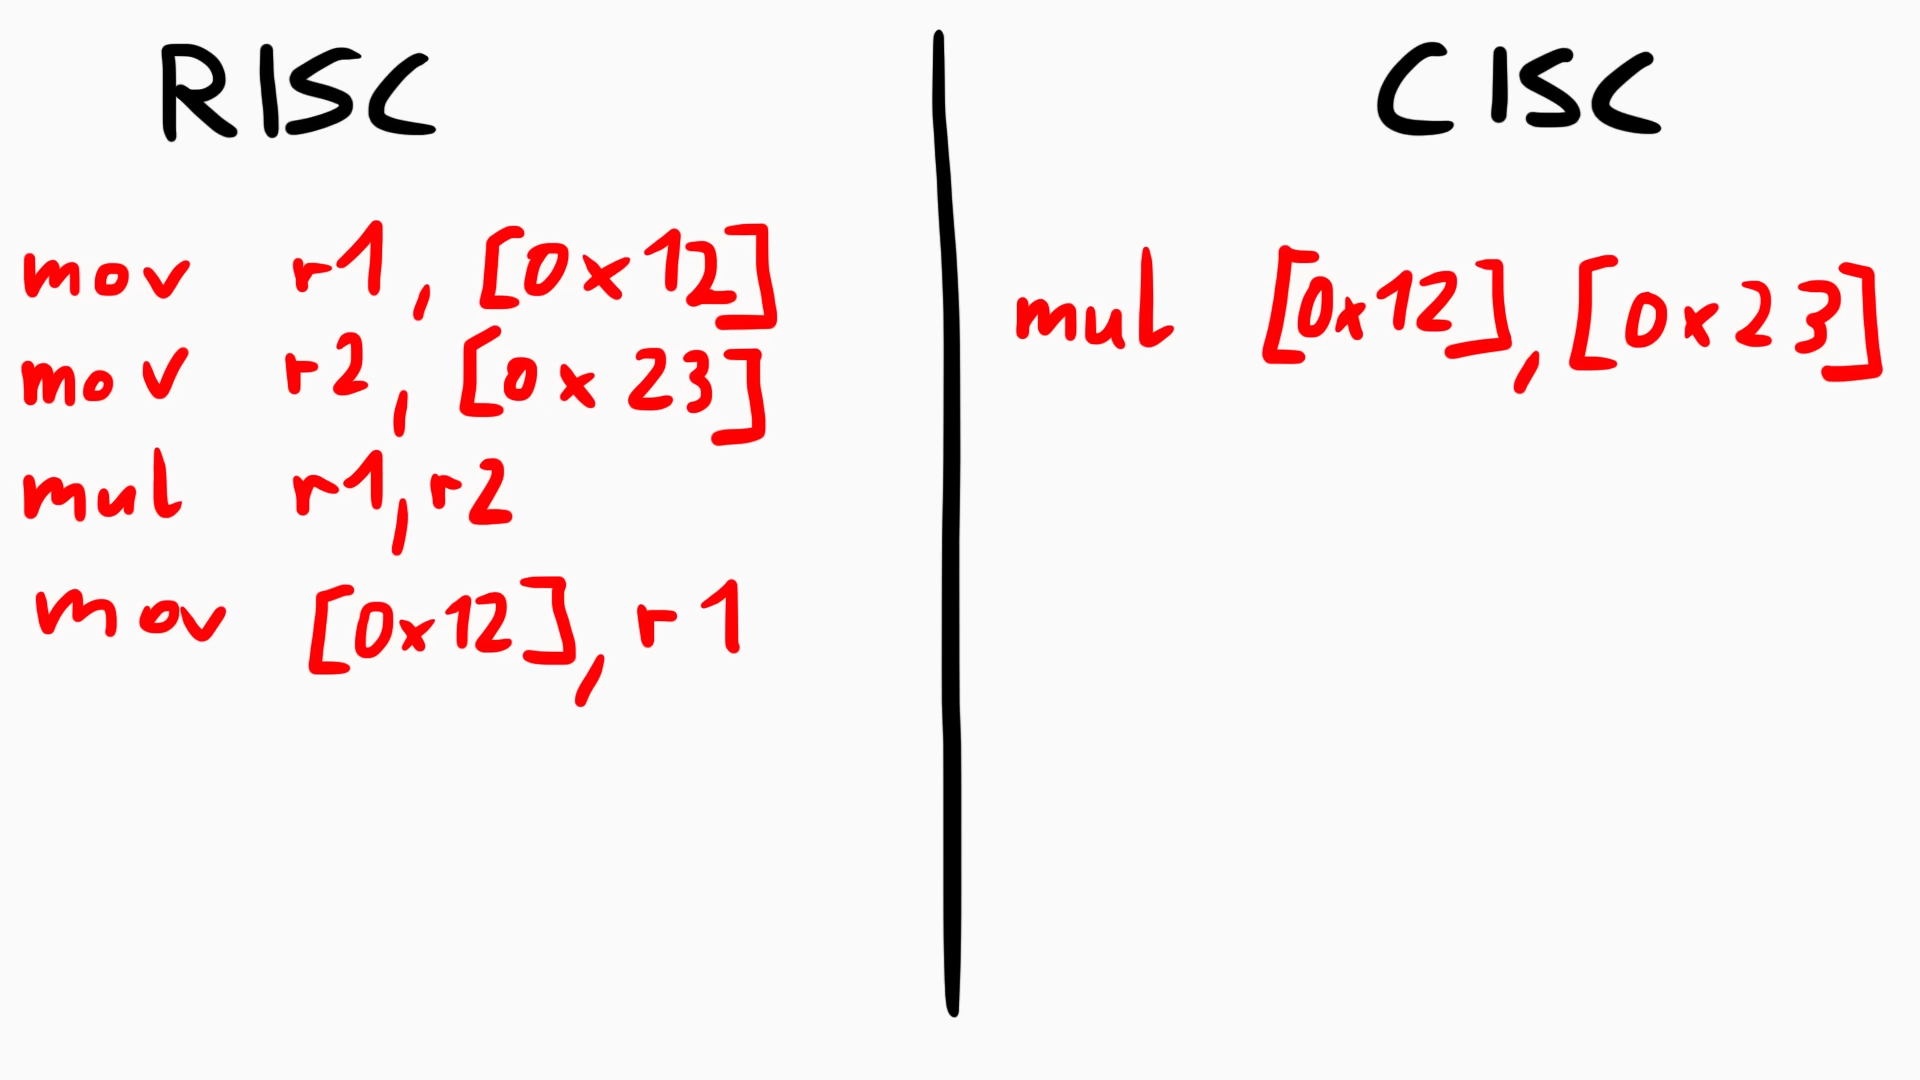 RISC
mov r1, [0x12]
mov r2, [0x23]
mul r1, r2
mov [0x12], r1
CISC
mul [0x12], [0x23]